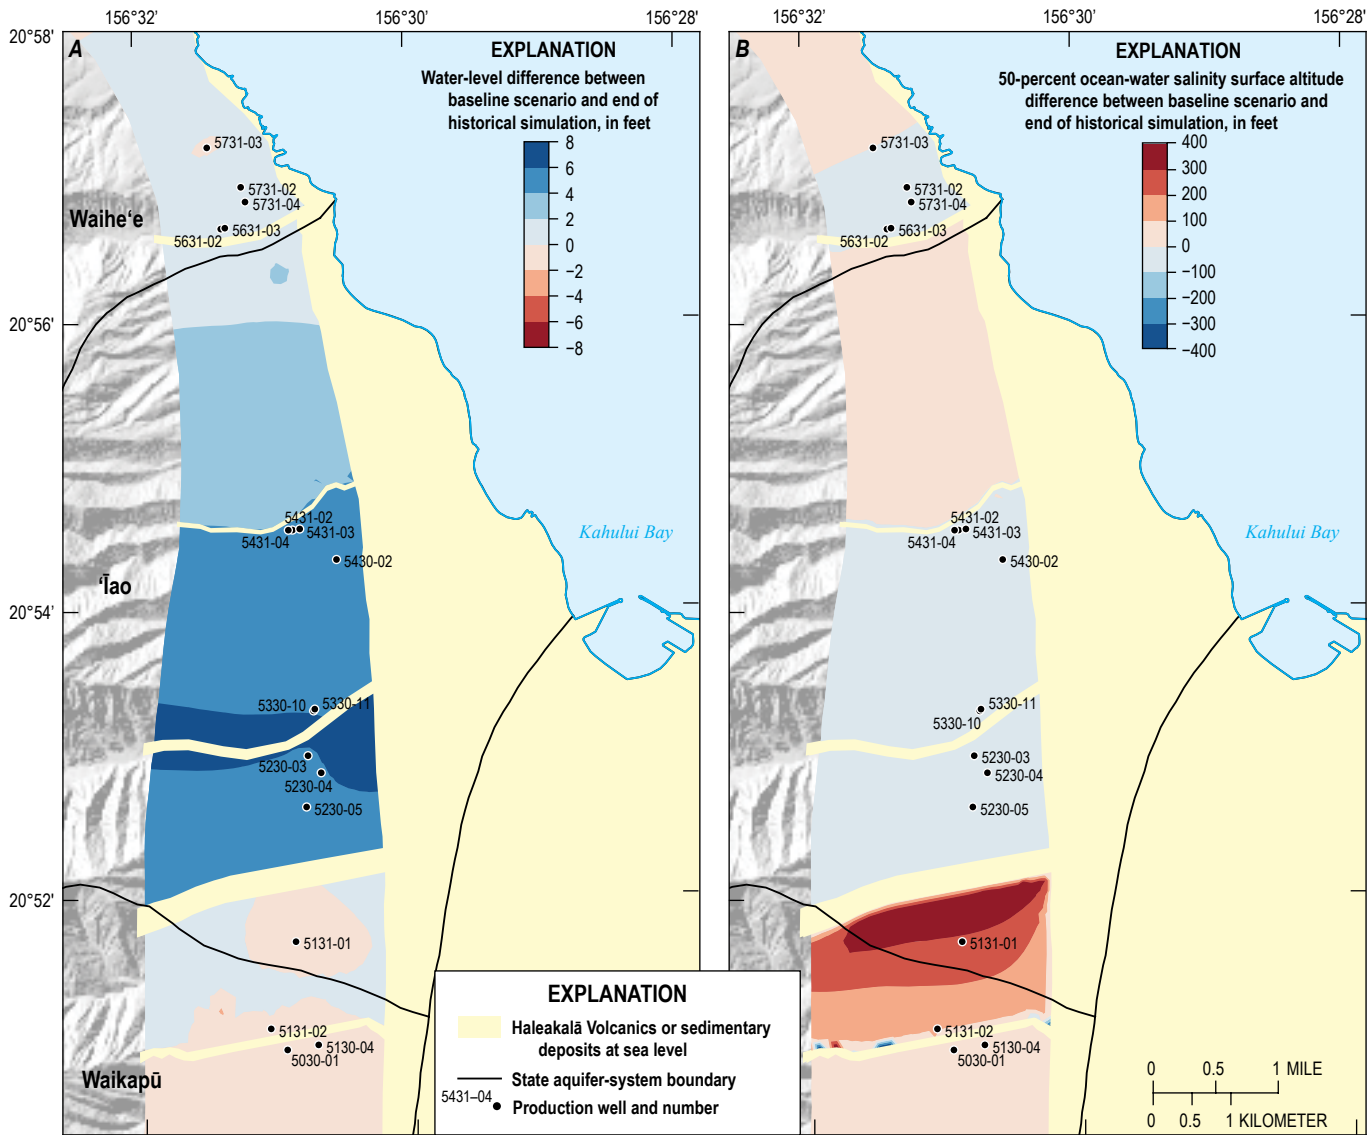 156°32'
156°30'
156°28'
156°32'
156°30'
156°28'
20°58'
20°56'
20°54'
20°52'
A
EXPLANATION
Water-level difference between
baseline scenario and end of
historical simulation, in feet
8
6
4
2
0
−2
−4
−6
−8
5731-03
5731-02
5731-04
Waiheʻe
5631-03
5631-02
5431-02
5431-03
5431-04
5430-02
Kahului Bay
ʻĪao
5330-10
5330-11
5230-03
5230-04
5230-05
5131-01
5131-02
5130-04
5030-01
Waikapū
B
EXPLANATION
50-percent ocean-water salinity surface altitude
difference between baseline scenario and
end of historical simulation, in feet
400
300
200
100
0
−100
−200
−300
−400
5731-03
5731-02
5731-04
5631-03
5631-02
5431-02
5431-03
5431-04
5430-02
Kahului Bay
5330-11
5330-10
5230-03
5230-04
5230-05
5131-01
5131-02
5130-04
5030-01
EXPLANATION
Haleakalā Volcanics or sedimentary
deposits at sea level
State aquifer-system boundary
5431–04
Production well and number
0 0.5 1 MILE
0 0.5 1 KILOMETER